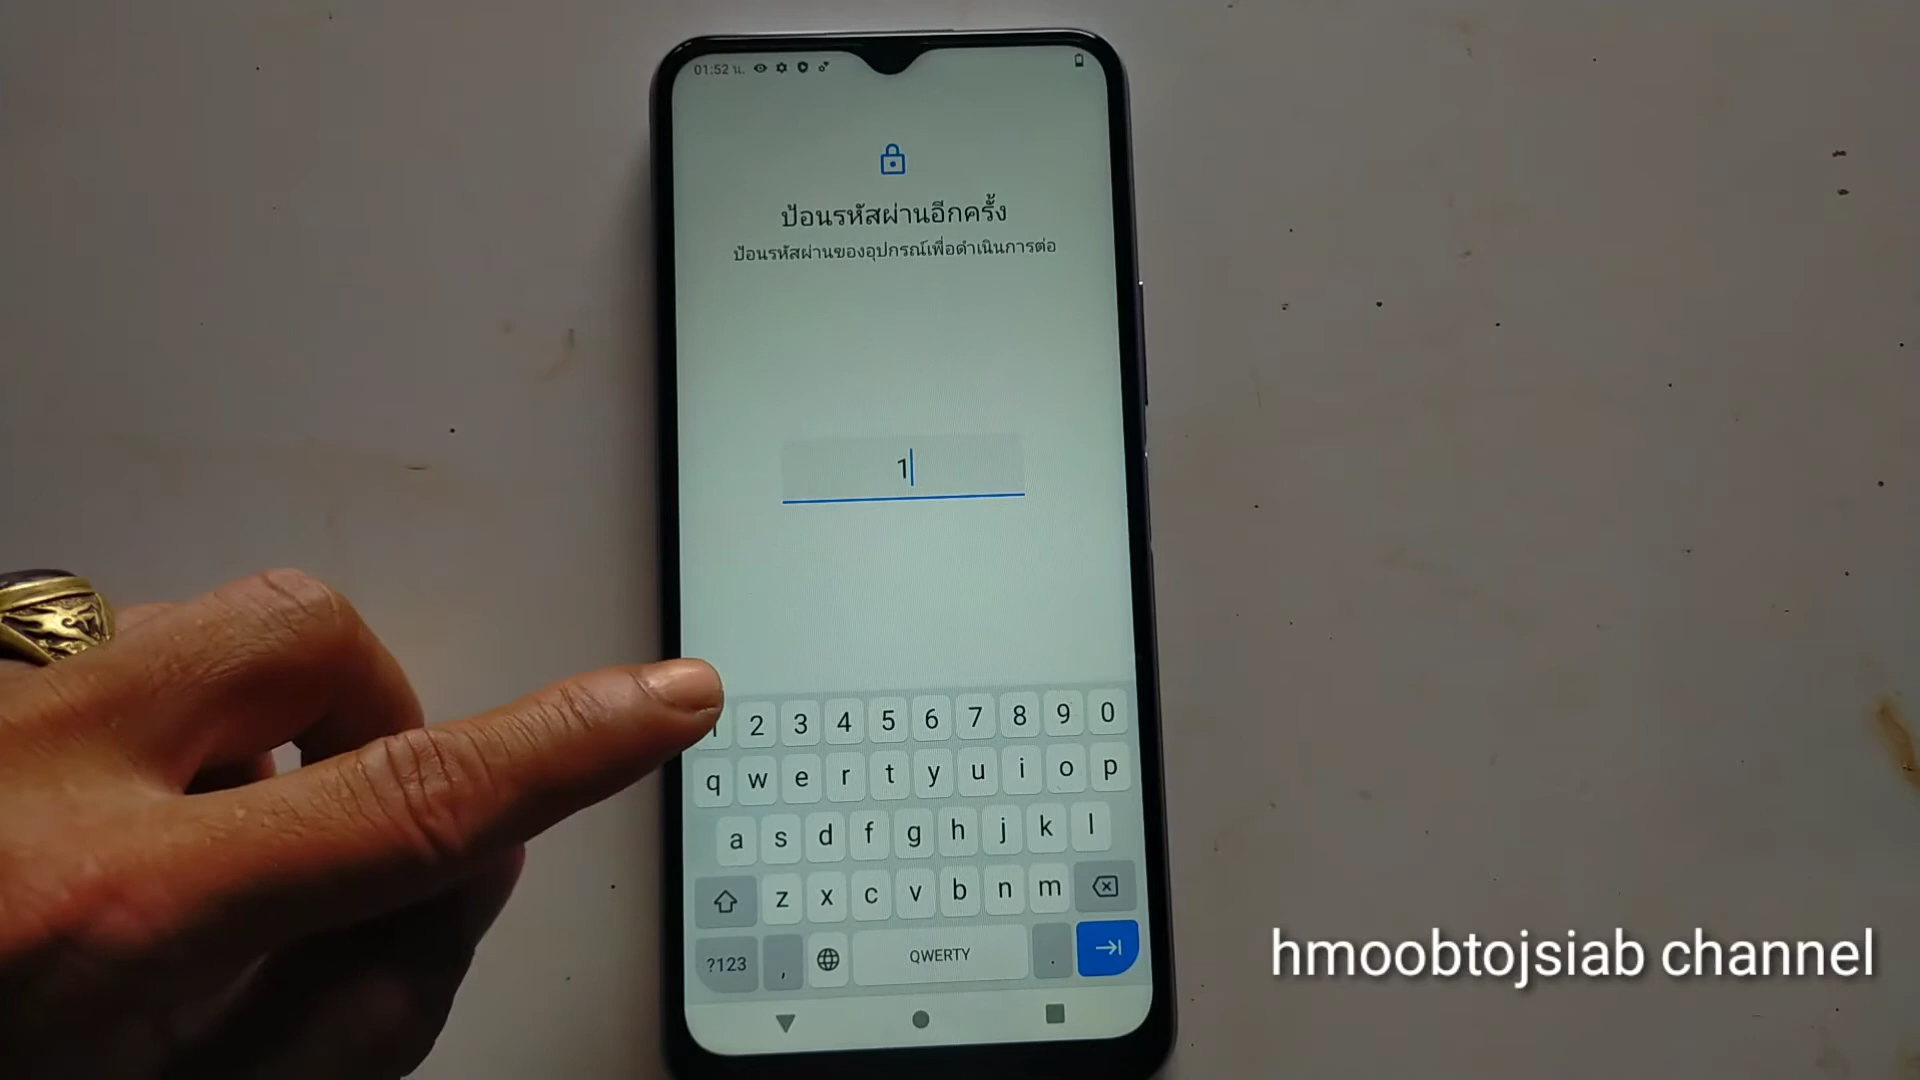 01:52 น.
ป้อนรหัสผ่านอีกครั้ง
ป้อนรหัสผ่านของอุปกรณ์เพื่อดำเนินการต่อ
1
1 2 3 4 5 6 7 8 9 0
q w e r t y u i o p
a s d f g h j k l
z x c v b n m
?123 , QWERTY .
hmoobtojsiab channel